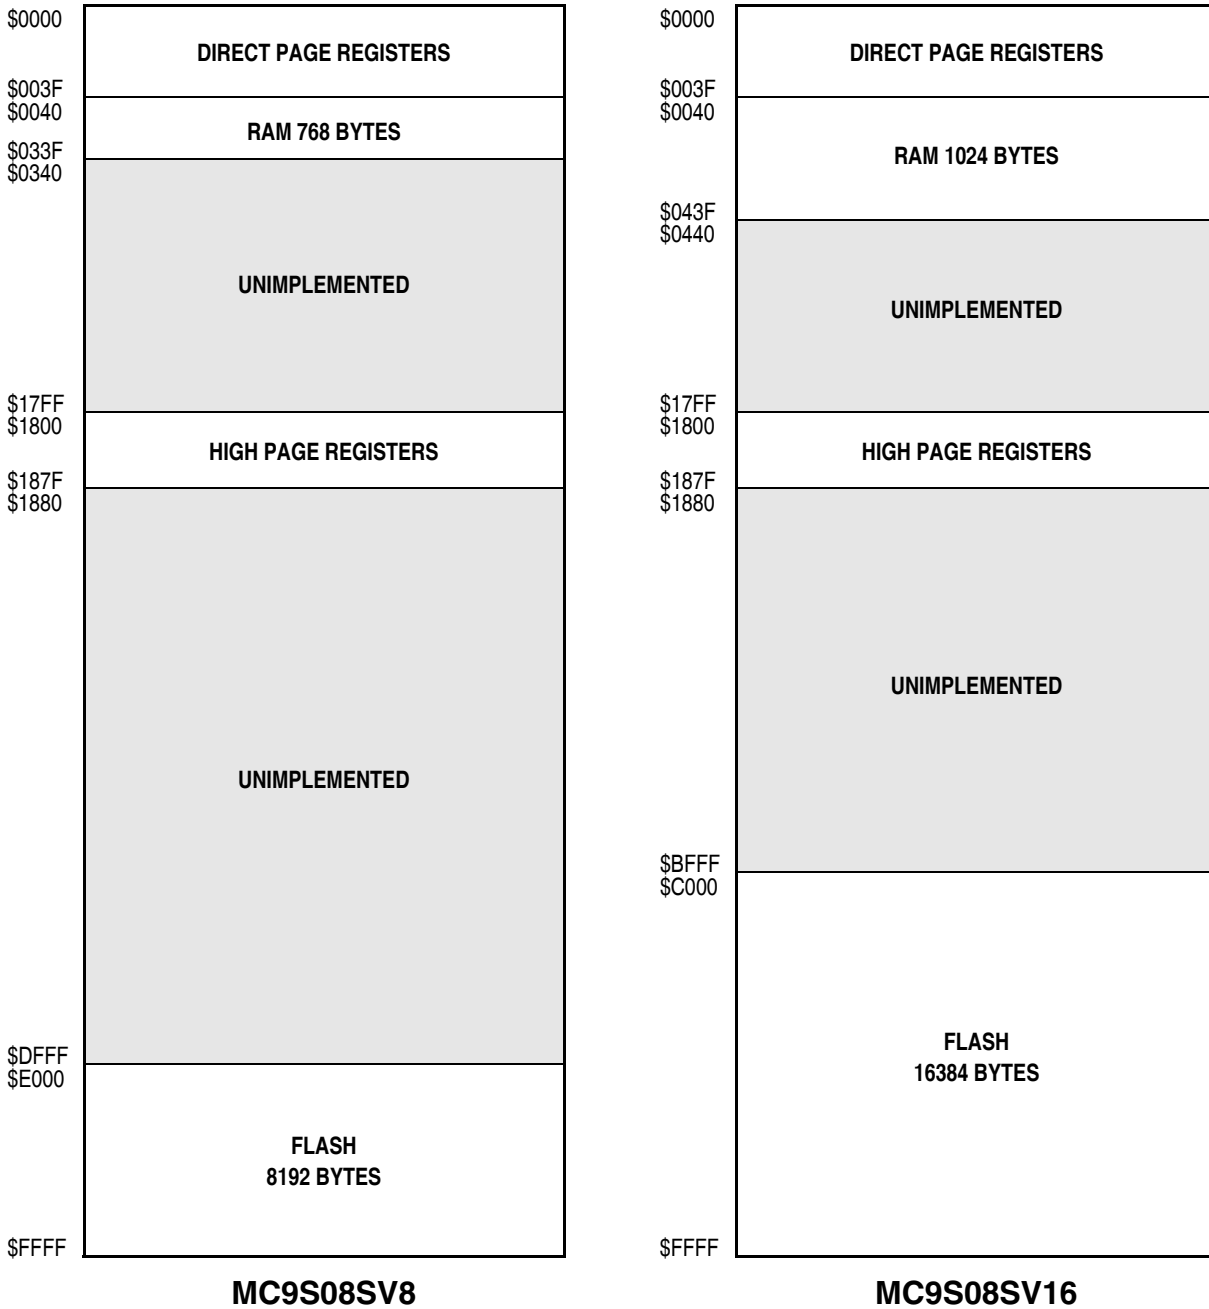 $0000
DIRECT PAGE REGISTERS
$003F
$0040
RAM 768 BYTES
$033F
$0340
UNIMPLEMENTED
$17FF
$1800
HIGH PAGE REGISTERS
$187F
$1880
UNIMPLEMENTED
$DFFF
$E000
FLASH
8192 BYTES
$FFFF
MC9S08SV8
$0000
DIRECT PAGE REGISTERS
$003F
$0040
RAM 1024 BYTES
$043F
$0440
UNIMPLEMENTED
$17FF
$1800
HIGH PAGE REGISTERS
$187F
$1880
UNIMPLEMENTED
$BFFF
$C000
FLASH
16384 BYTES
$FFFF
MC9S08SV16